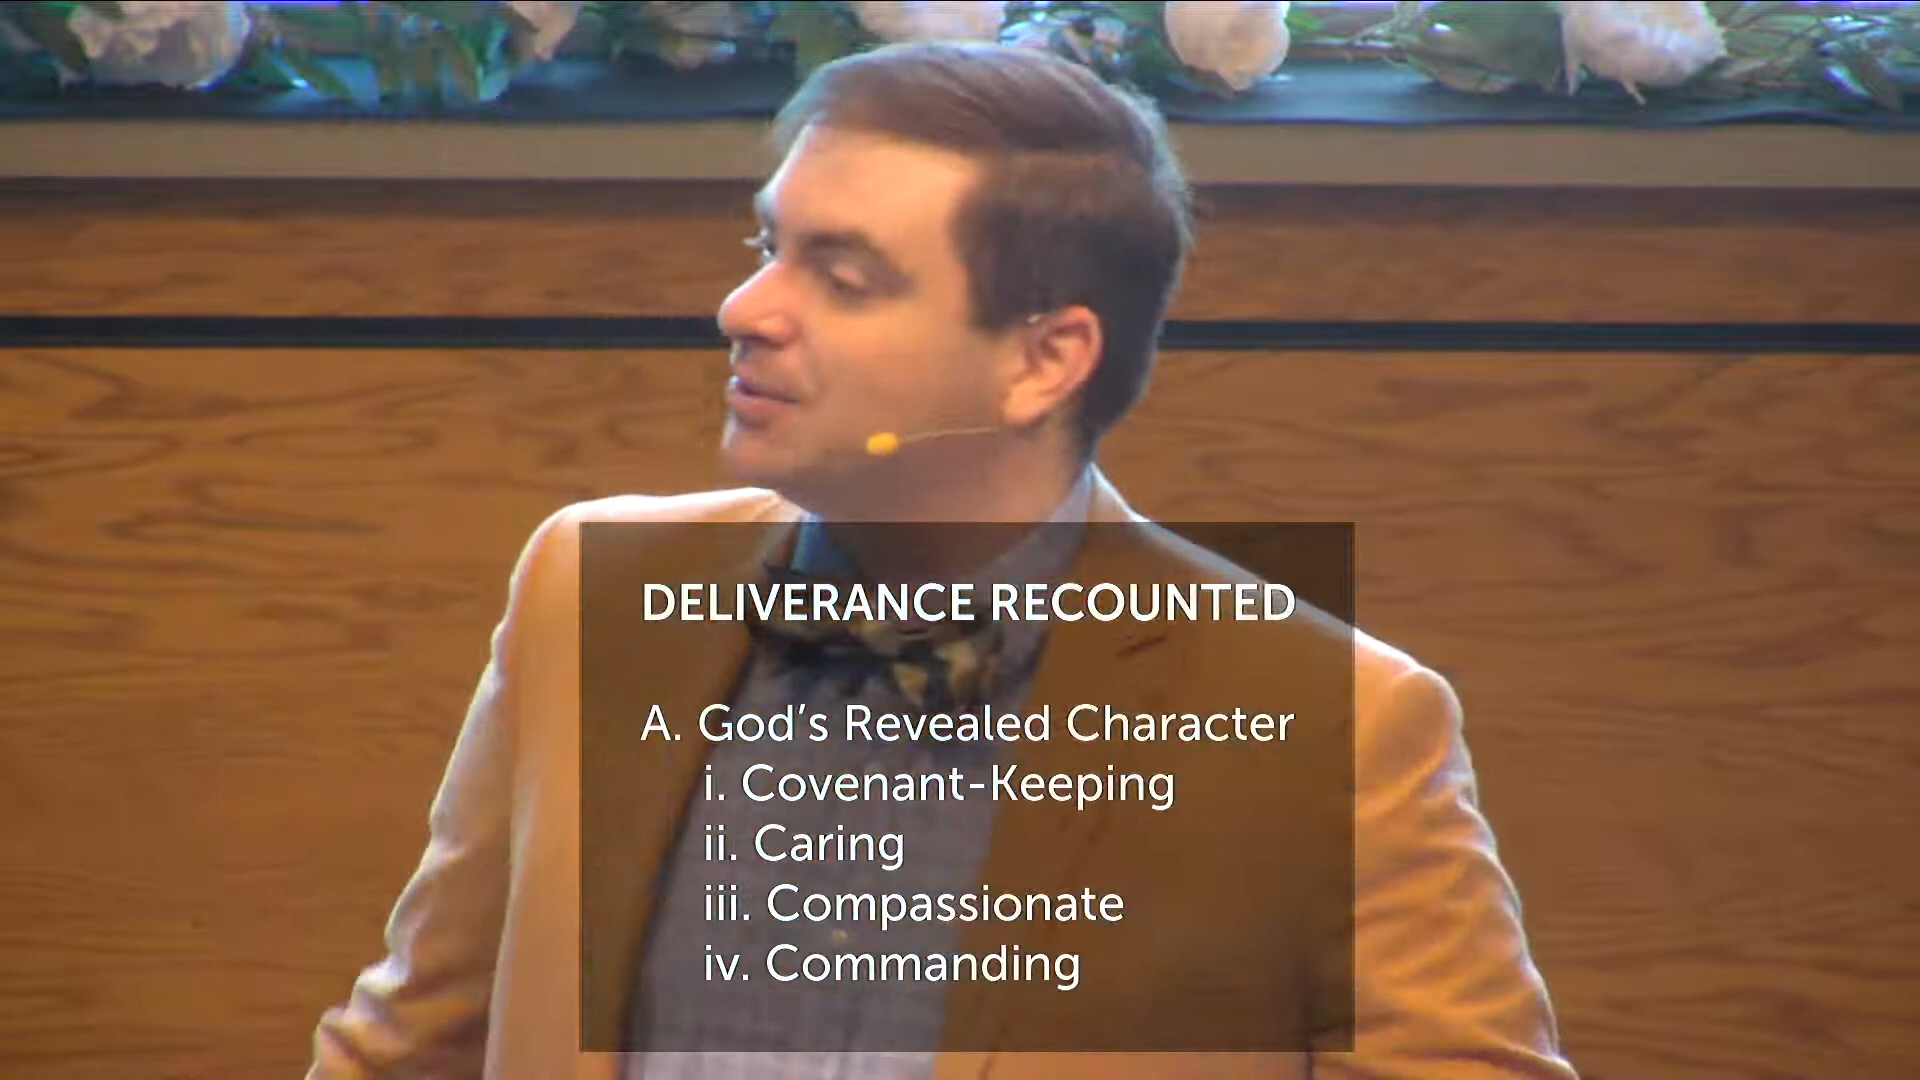 DELIVERANCE RECOUNTED
A. God's Revealed Character
i. Covenant-Keeping
ii. Caring
iii. Compassionate
iv. Commanding